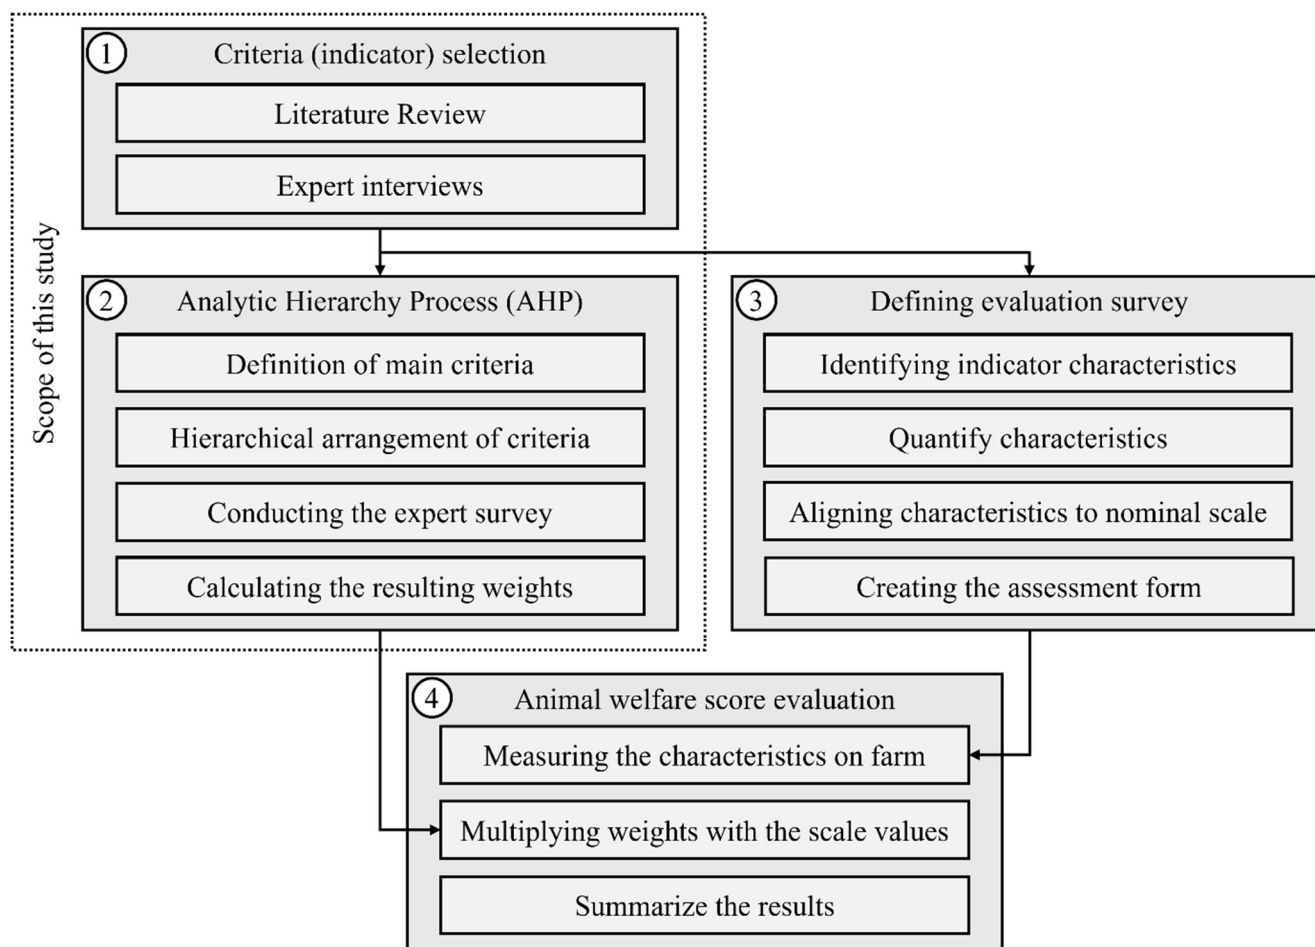 Scope of this study
1
Criteria (indicator) selection
Literature Review
Expert interviews
2
Analytic Hierarchy Process (AHP)
Definition of main criteria
Hierarchical arrangement of criteria
Conducting the expert survey
Calculating the resulting weights
3
Defining evaluation survey
Identifying indicator characteristics
Quantify characteristics
Aligning characteristics to nominal scale
Creating the assessment form
4
Animal welfare score evaluation
Measuring the characteristics on farm
Multiplying weights with the scale values
Summarize the results